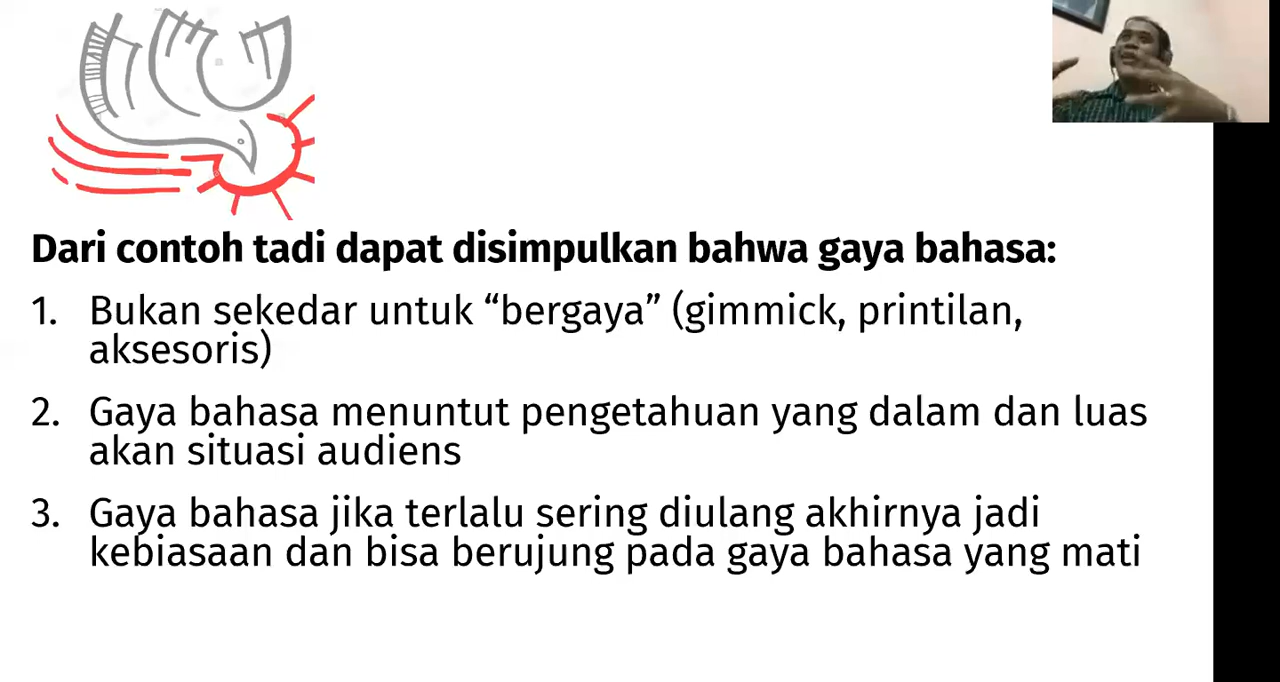 Dari contoh tadi dapat disimpulkan bahwa gaya bahasa:
1. Bukan sekedar untuk “bergaya” (gimmick, printilan,
aksesoris)
2. Gaya bahasa menuntut pengetahuan yang dalam dan luas
akan situasi audiens
3. Gaya bahasa jika terlalu sering diulang akhirnya jadi
kebiasaan dan bisa berujung pada gaya bahasa yang mati